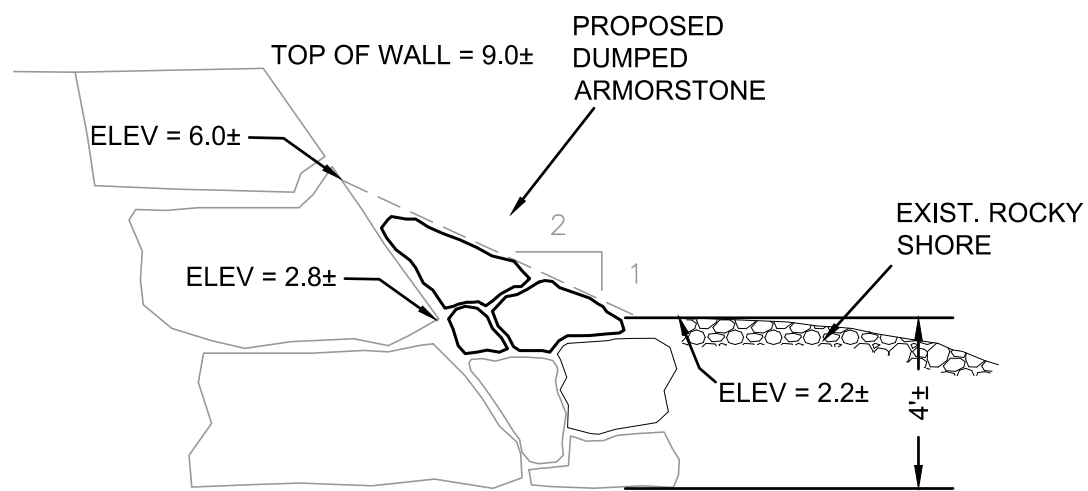 PROPOSED
DUMPED
ARMORSTONE
TOP OF WALL = 9.0±
ELEV = 6.0±
2
1
EXIST. ROCKY
SHORE
ELEV = 2.8±
ELEV = 2.2±
4'±